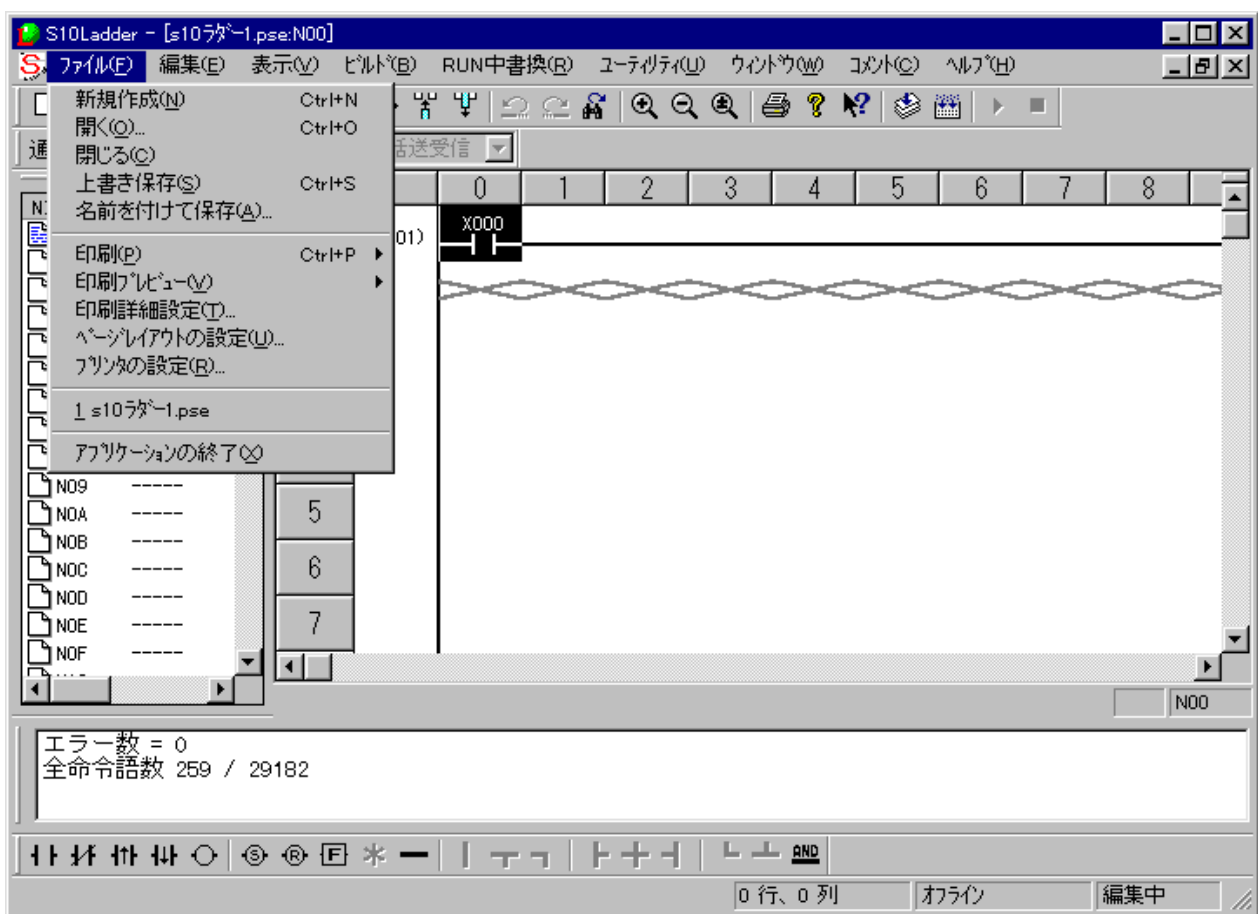 S10Ladder - [s10ﾗﾀﾞｰ1.pse:N00]
ﾌｧｲﾙ(F) 編集(E) 表示(V) ﾋﾞﾙﾄﾞ(B) RUN中書換(R) ﾕｰﾃｨﾘﾃｨ(U) ｳｨﾝﾄﾞｳ(W) ｺﾒﾝﾄ(C) ﾍﾙﾌﾟ(H)
新規作成(N) Ctrl+N
開く(O)... Ctrl+O
閉じる(C)
上書き保存(S) Ctrl+S
名前を付けて保存(A)...
印刷(P) Ctrl+P
印刷ﾌﾟﾚﾋﾞｭｰ(V)
印刷詳細設定(T)...
ﾍﾟｰｼﾞﾚｲｱｳﾄの設定(U)...
ﾌﾟﾘﾝﾀの設定(R)...
1 s10ﾗﾀﾞｰ1.pse
ｱﾌﾟﾘｹｰｼｮﾝの終了(X)
通
送受信
0 1 2 3 4 5 6 7 8
N
01)
X000
N09 -----
N0A -----
N0B -----
N0C -----
N0D -----
N0E -----
N0F -----
5
6
7
N00
エラー数 = 0
全命令語数 259 / 29182
S R F AND
0 行、0 列 ｵﾌﾗｲﾝ 編集中